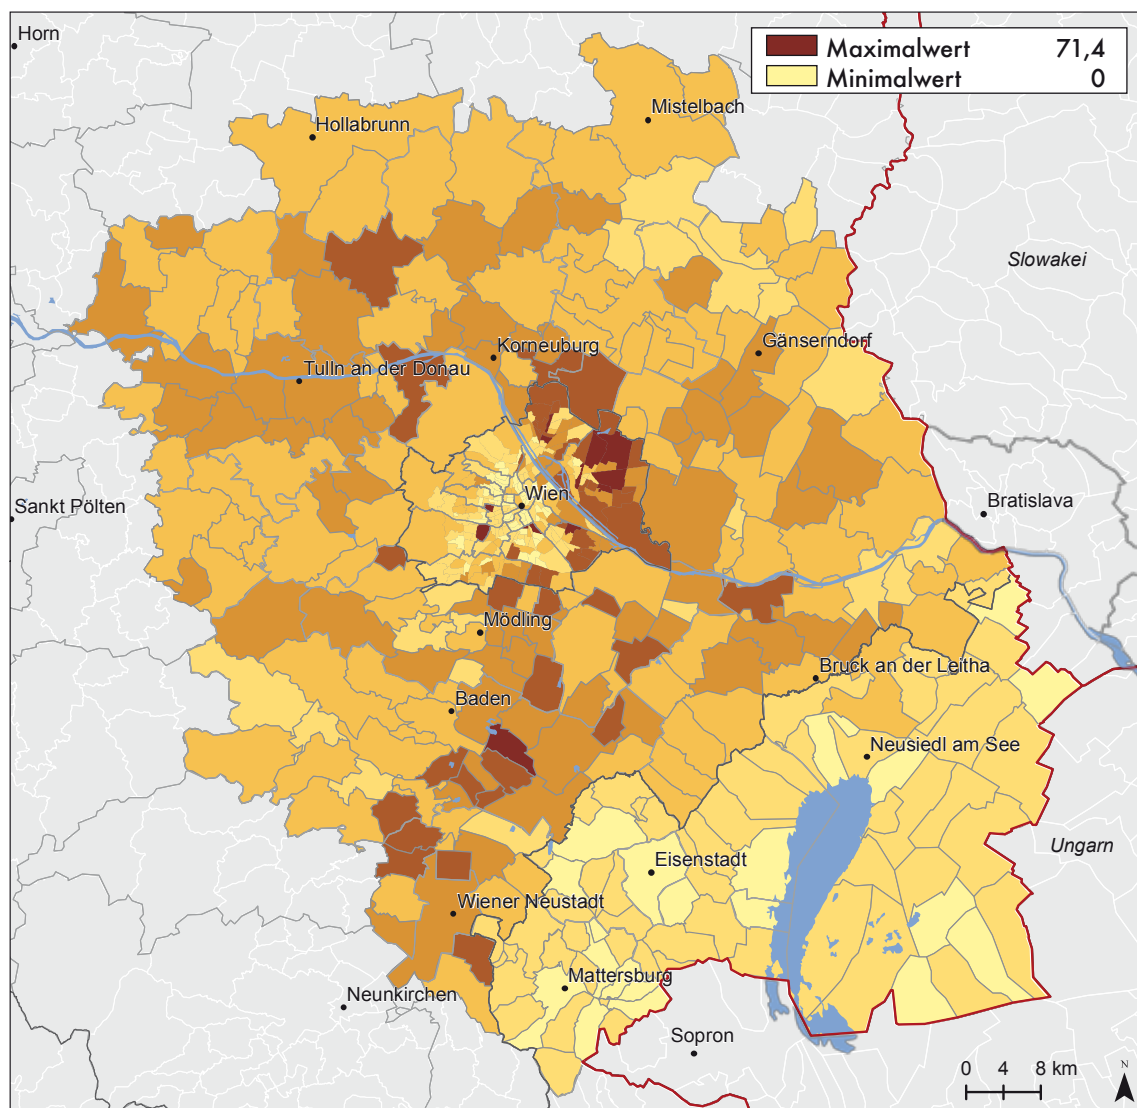 Horn
Maximalwert 71,4
Minimalwert 0
Mistelbach
Hollabrunn
Slowakei
Korneuburg
Gänserndorf
Tulln an der Donau
Sankt Pölten
Wien
Bratislava
Mödling
Bruck an der Leitha
Baden
Neusiedl am See
Eisenstadt
Ungarn
Wiener Neustadt
Mattersburg
Neunkirchen
Sopron
0 4 8 km
N